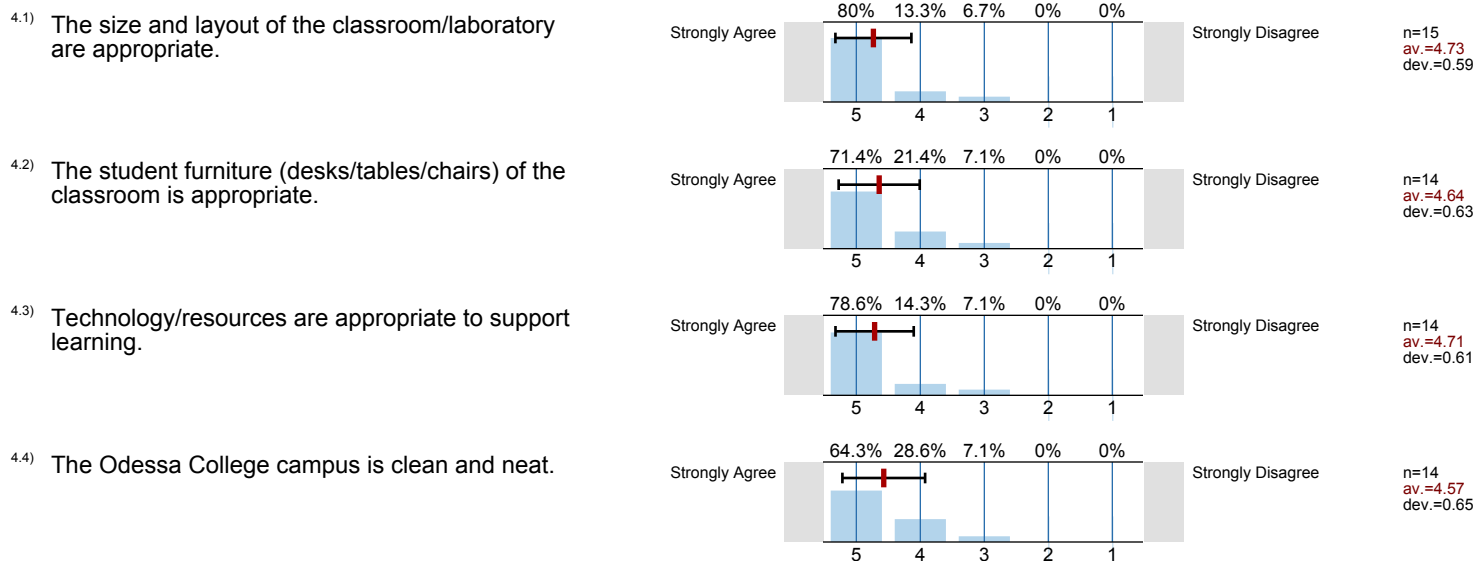 4.1) The size and layout of the classroom/laboratory
are appropriate.
80% 13.3% 6.7% 0% 0%
Strongly Agree Strongly Disagree
5 4 3 2 1
n=15
av.=4.73
dev.=0.59
4.2) The student furniture (desks/tables/chairs) of the
classroom is appropriate.
71.4% 21.4% 7.1% 0% 0%
Strongly Agree Strongly Disagree
5 4 3 2 1
n=14
av.=4.64
dev.=0.63
4.3) Technology/resources are appropriate to support
learning.
78.6% 14.3% 7.1% 0% 0%
Strongly Agree Strongly Disagree
5 4 3 2 1
n=14
av.=4.71
dev.=0.61
4.4) The Odessa College campus is clean and neat.
64.3% 28.6% 7.1% 0% 0%
Strongly Agree Strongly Disagree
5 4 3 2 1
n=14
av.=4.57
dev.=0.65